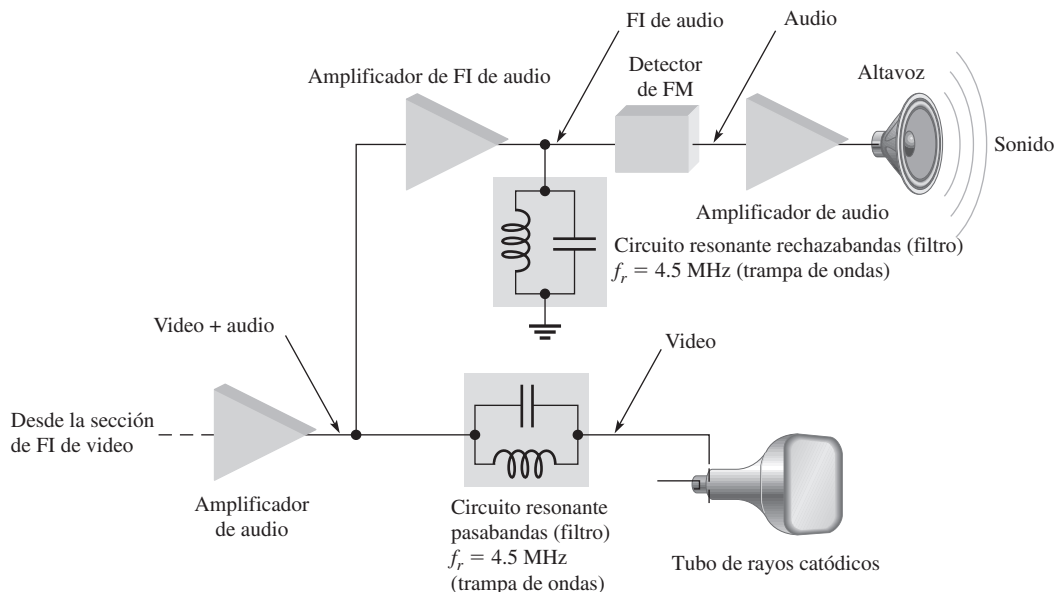 FI de audio
Audio
Amplificador de FI de audio
Detector
de FM
Altavoz
Sonido
Amplificador de audio
Circuito resonante rechazabandas (filtro)
fr = 4.5 MHz (trampa de ondas)
Video + audio
Video
Desde la sección
de FI de video
Amplificador
de audio
Circuito resonante
pasabandas (filtro)
fr = 4.5 MHz
(trampa de ondas)
Tubo de rayos catódicos